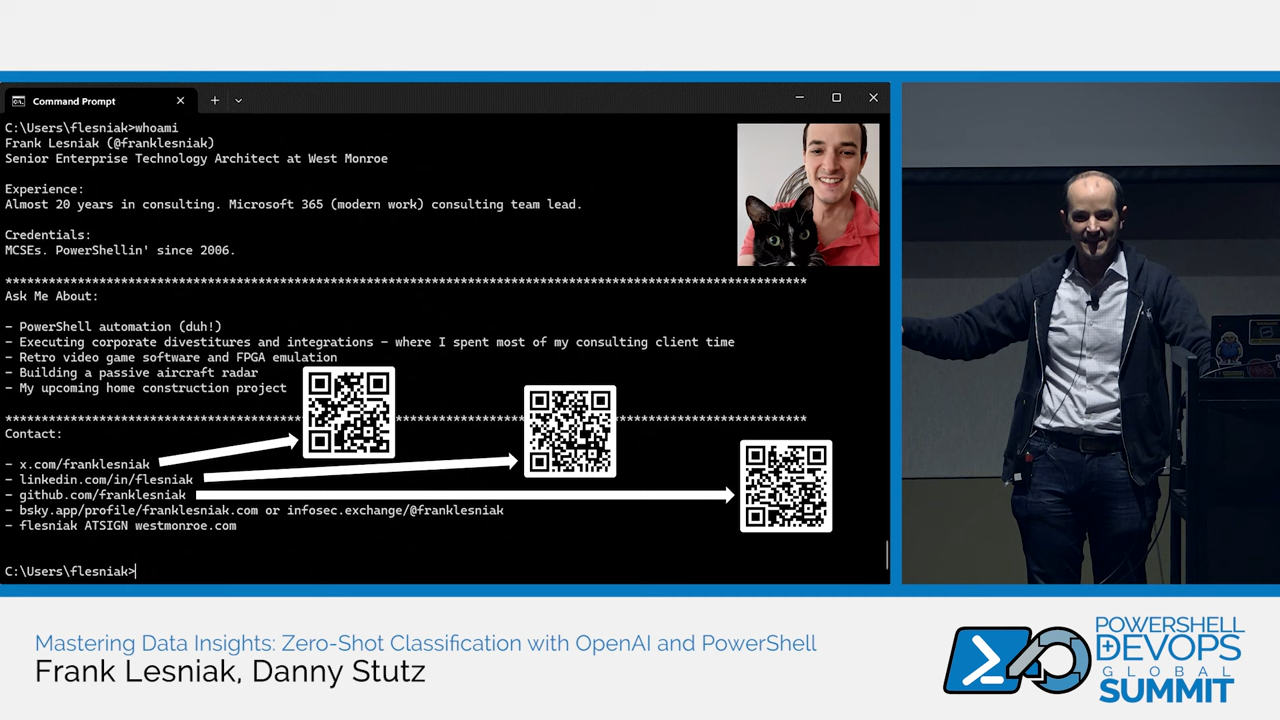 Command Prompt
C:\Users\flesniak>whoami
Frank Lesniak (@franklesniak)
Senior Enterprise Technology Architect at West Monroe
Experience:
Almost 20 years in consulting. Microsoft 365 (modern work) consulting team lead.
Credentials:
MCSEs. PowerShellin' since 2006.
********************************************************************************************************************
Ask Me About:
- PowerShell automation (duh!)
- Executing corporate divestitures and integrations - where I spent most of my consulting client time
- Retro video game software and FPGA emulation
- Building a passive aircraft radar
- My upcoming home construction project
********************************************************************************************************************
Contact:
- x.com/franklesniak
- linkedin.com/in/flesniak
- github.com/franklesniak
- bsky.app/profile/franklesniak.com or infosec.exchange/@franklesniak
- flesniak ATSIGN westmonroe.com
C:\Users\flesniak>
Mastering Data Insights: Zero-Shot Classification with OpenAI and PowerShell
Frank Lesniak, Danny Stutz
POWERSHELL
DEVOPS
GLOBAL
SUMMIT